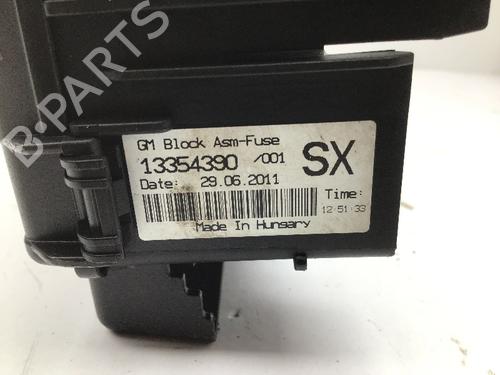 GM Block Asm-Fuse
13354390 /001 SX
Date: 29.06.2011
Time:
12:51:33
Made In Hungary
B-PARTS